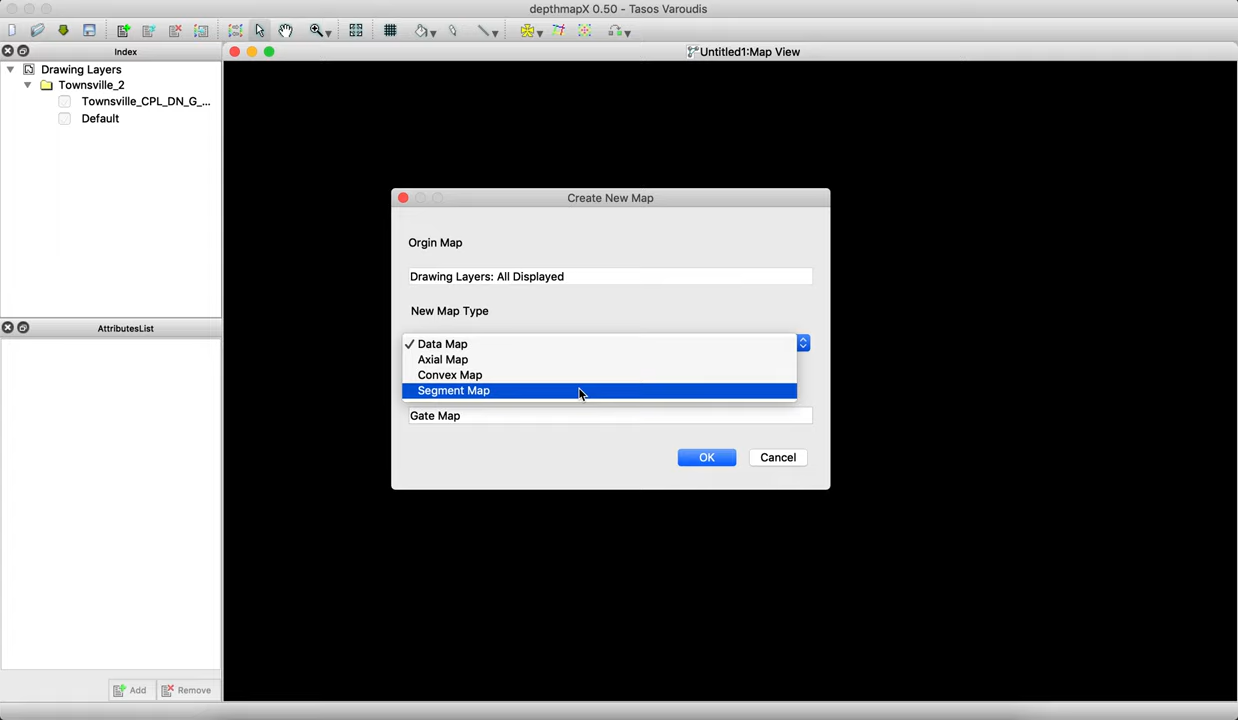 depthmapX 0.50 - Tasos Varoudis
Index
Untitled1:Map View
Drawing Layers
Townsville_2
Townsville_CPL_DN_G_...
Default
Create New Map
Orgin Map
Drawing Layers: All Displayed
New Map Type
Data Map
Axial Map
Convex Map
Segment Map
Gate Map
OK
Cancel
AttributesList
Add
Remove